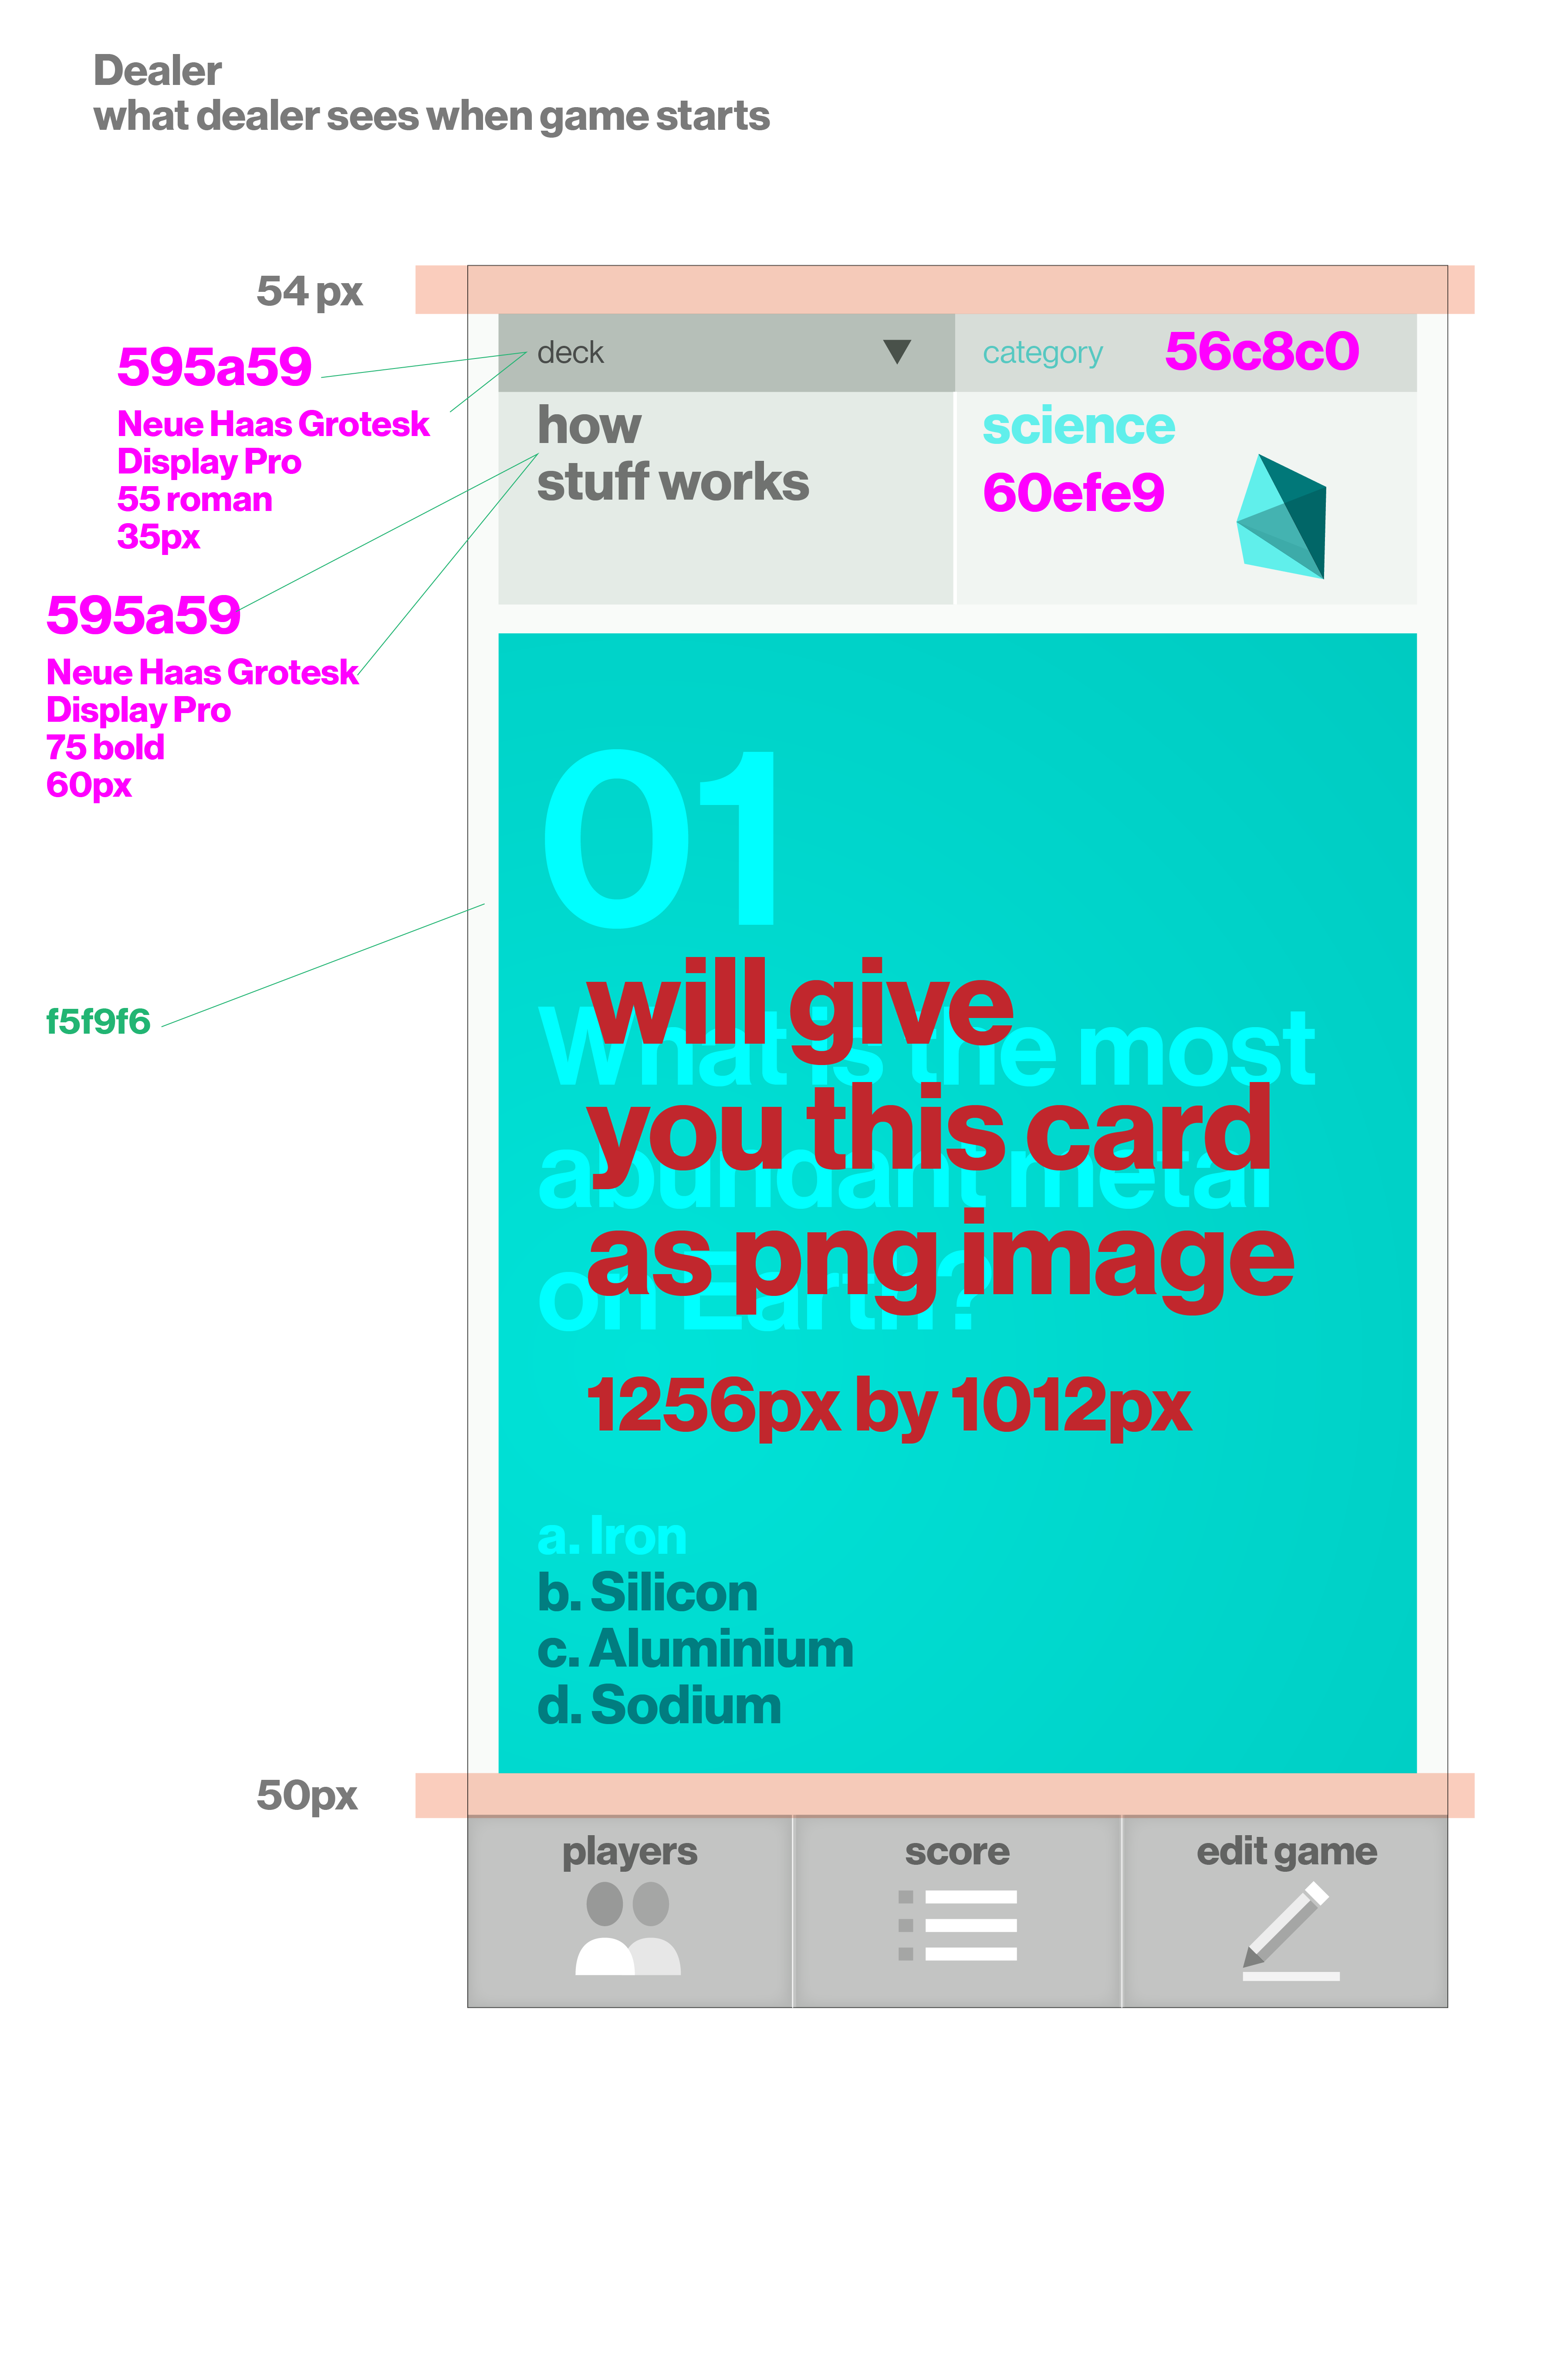 Dealer
what dealer sees when game starts
54 px
595a59
Neue Haas Grotesk
Display Pro
55 roman
35px
595a59
Neue Haas Grotesk
Display Pro
75 bold
60px
f5f9f6
deck
category
56c8c0
how
stuff works
science
60efe9
01
What is the most
abundant metal
on Earth?
will give
you this card
as png image
1256px by 1012px
a. Iron
b. Silicon
c. Aluminium
d. Sodium
50px
players
score
edit game